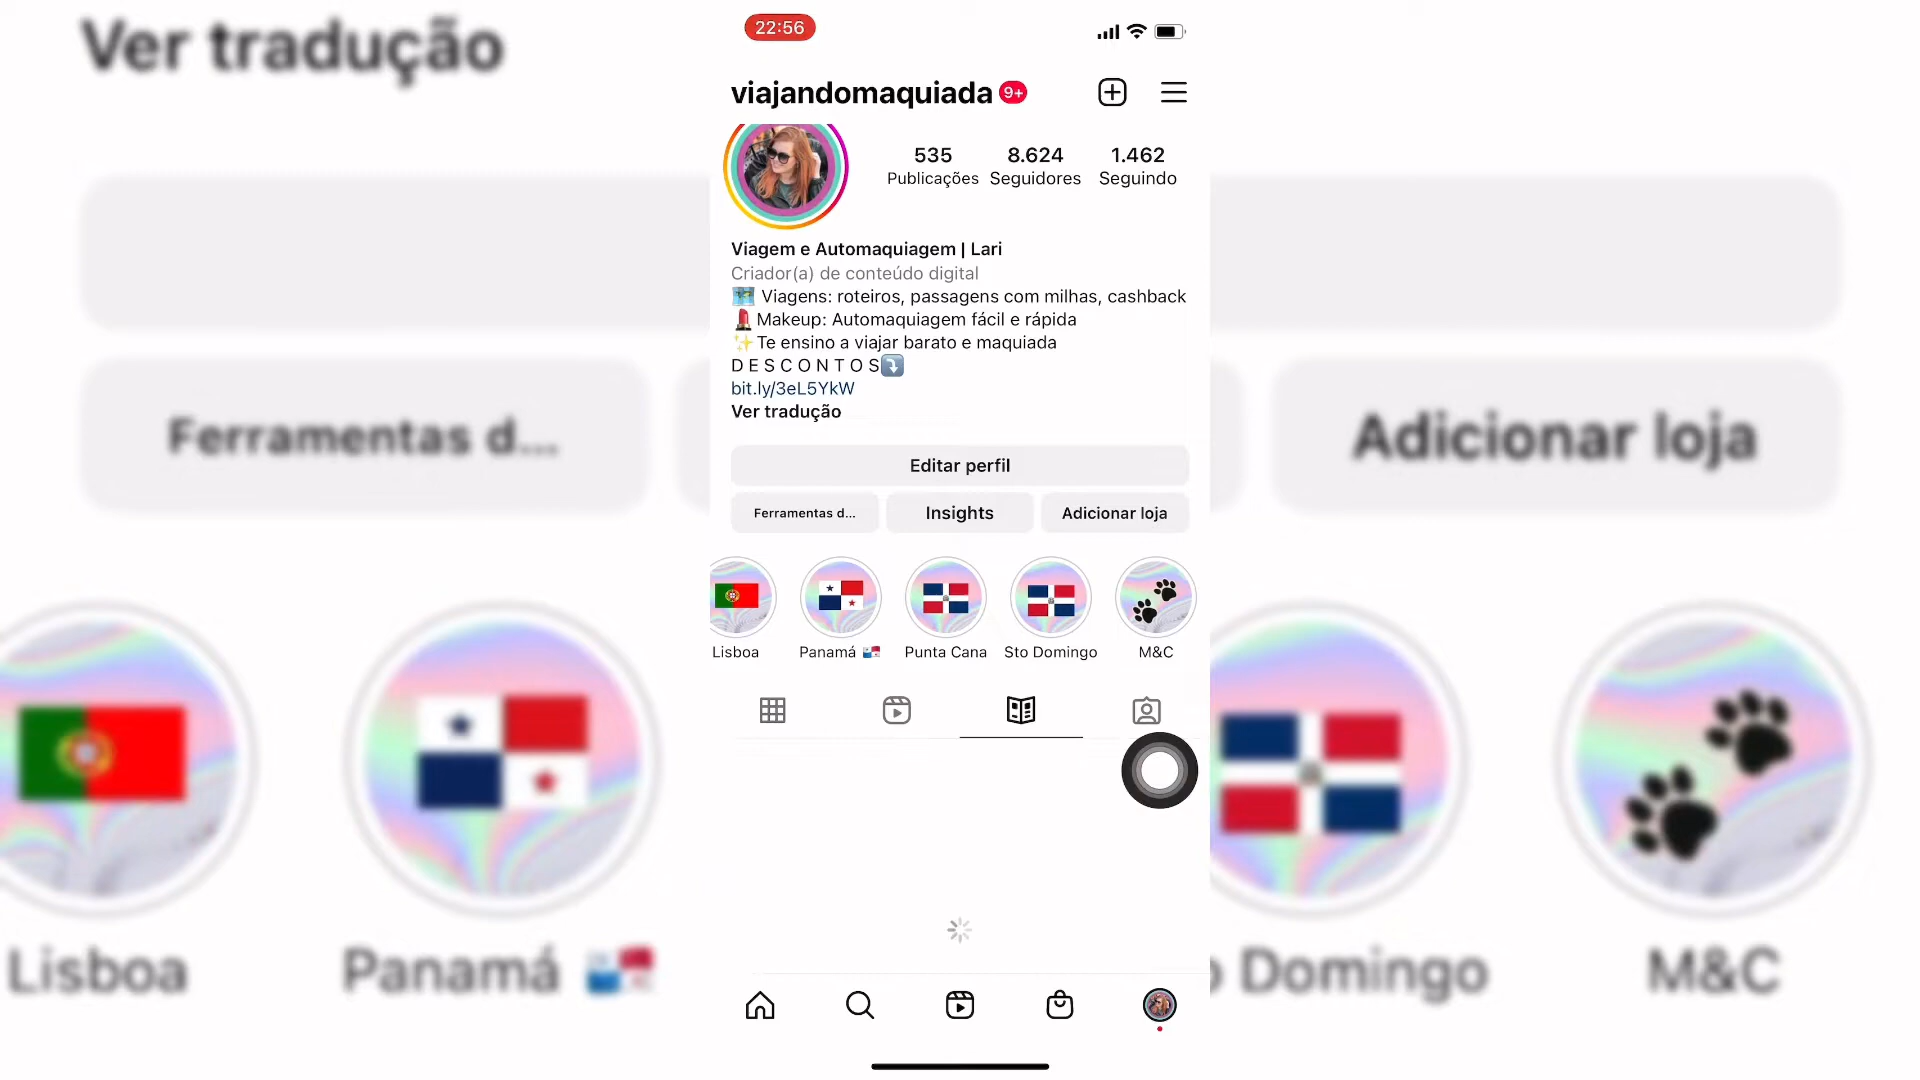 22:56
viajandomaquiada 9+
535
Publicações
8.624
Seguidores
1.462
Seguindo
Viagem e Automaquiagem | Lari
Criador(a) de conteúdo digital
Viagens: roteiros, passagens com milhas, cashback
Makeup: Automaquiagem fácil e rápida
Te ensino a viajar barato e maquiada
D E S C O N T O S
bit.ly/3eL5YkW
Ver tradução
Editar perfil
Ferramentas d...
Insights
Adicionar loja
Lisboa
Panamá
Punta Cana
Sto Domingo
M&C
Ver tradução
Ferramentas d...
Adicionar loja
Lisboa
Panamá
o Domingo
M&C